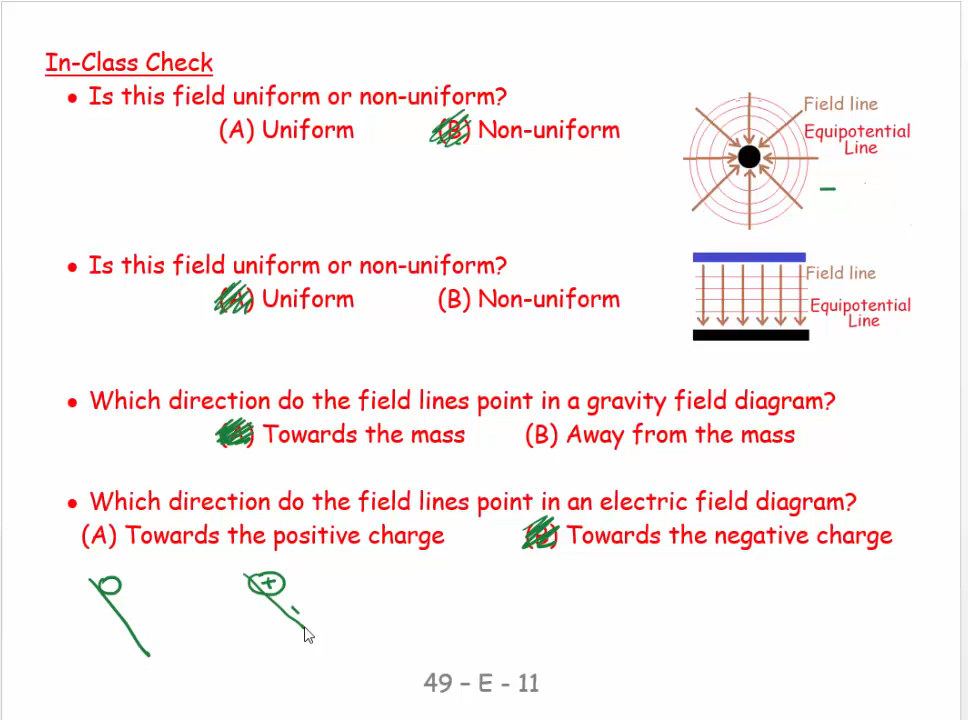 In-Class Check
• Is this field uniform or non-uniform?
(A) Uniform (B) Non-uniform
Field line
Equipotential
Line
−
• Is this field uniform or non-uniform?
(A) Uniform (B) Non-uniform
Field line
Equipotential
Line
• Which direction do the field lines point in a gravity field diagram?
(A) Towards the mass (B) Away from the mass
• Which direction do the field lines point in an electric field diagram?
(A) Towards the positive charge (B) Towards the negative charge
+
-
49 – E - 11